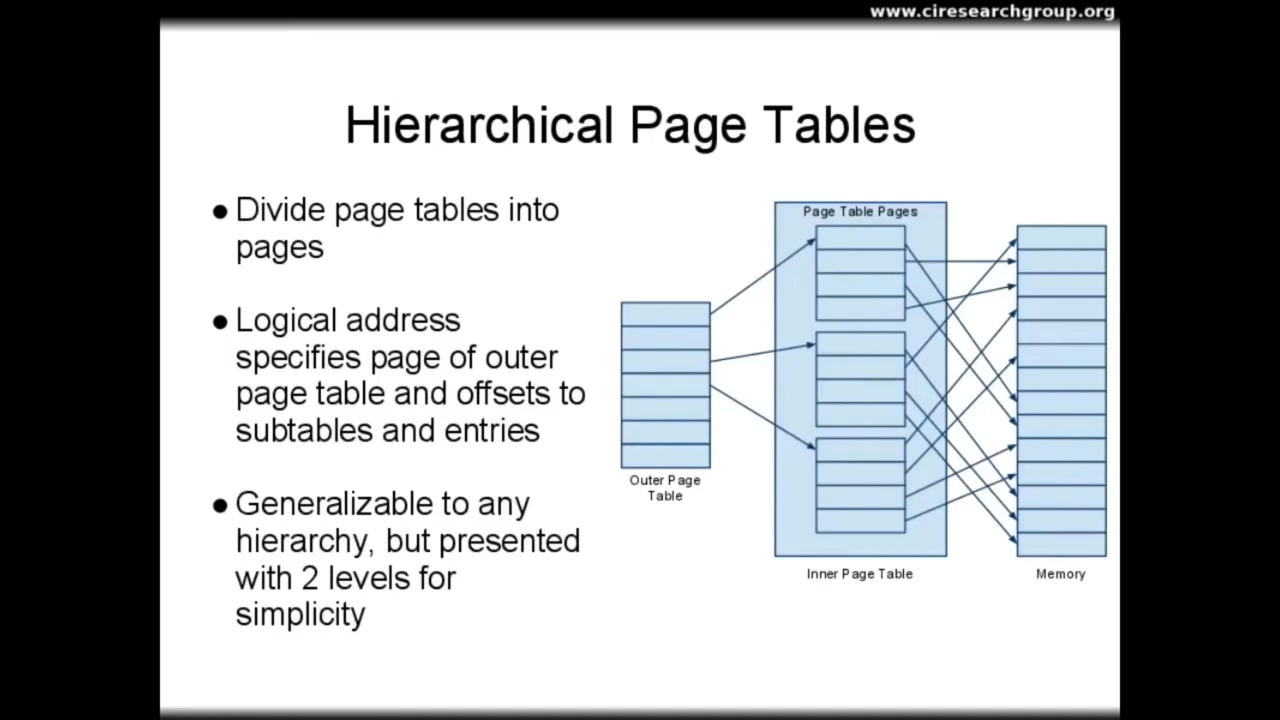 www.ciresearchgroup.org
Hierarchical Page Tables
● Divide page tables into
pages
● Logical address
specifies page of outer
page table and offsets to
subtables and entries
● Generalizable to any
hierarchy, but presented
with 2 levels for
simplicity
Page Table Pages
Outer Page
Table
Inner Page Table
Memory